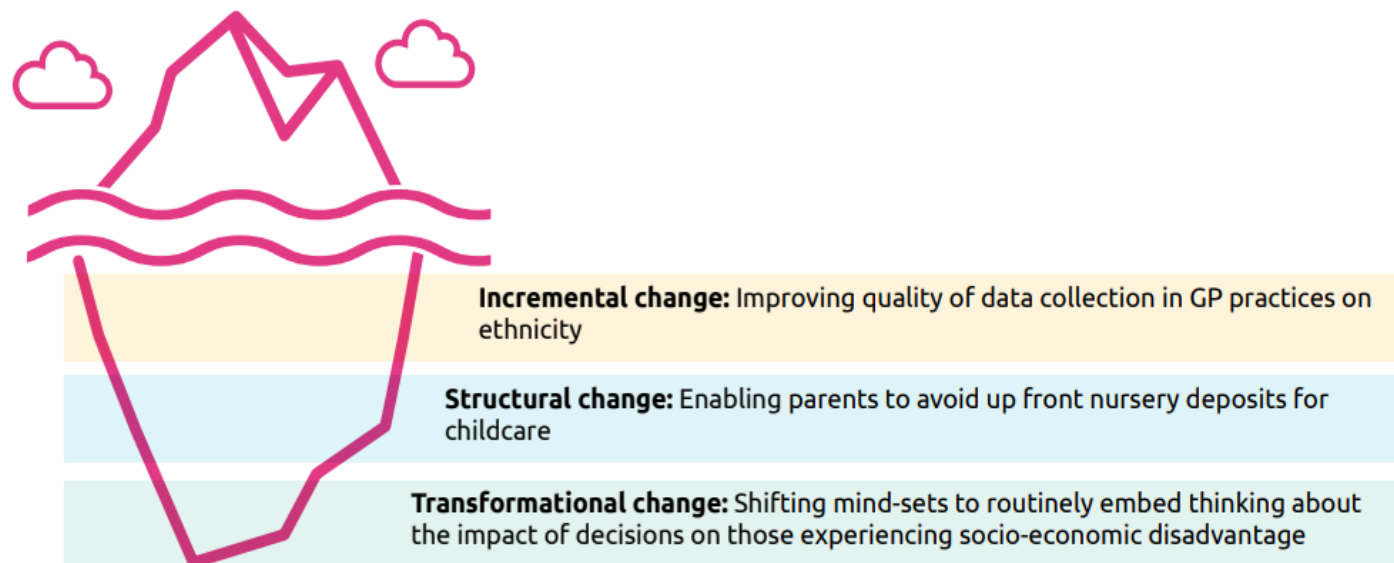 Incremental change: Improving quality of data collection in GP practices on
ethnicity
Structural change: Enabling parents to avoid up front nursery deposits for
childcare
Transformational change: Shifting mind-sets to routinely embed thinking about
the impact of decisions on those experiencing socio-economic disadvantage